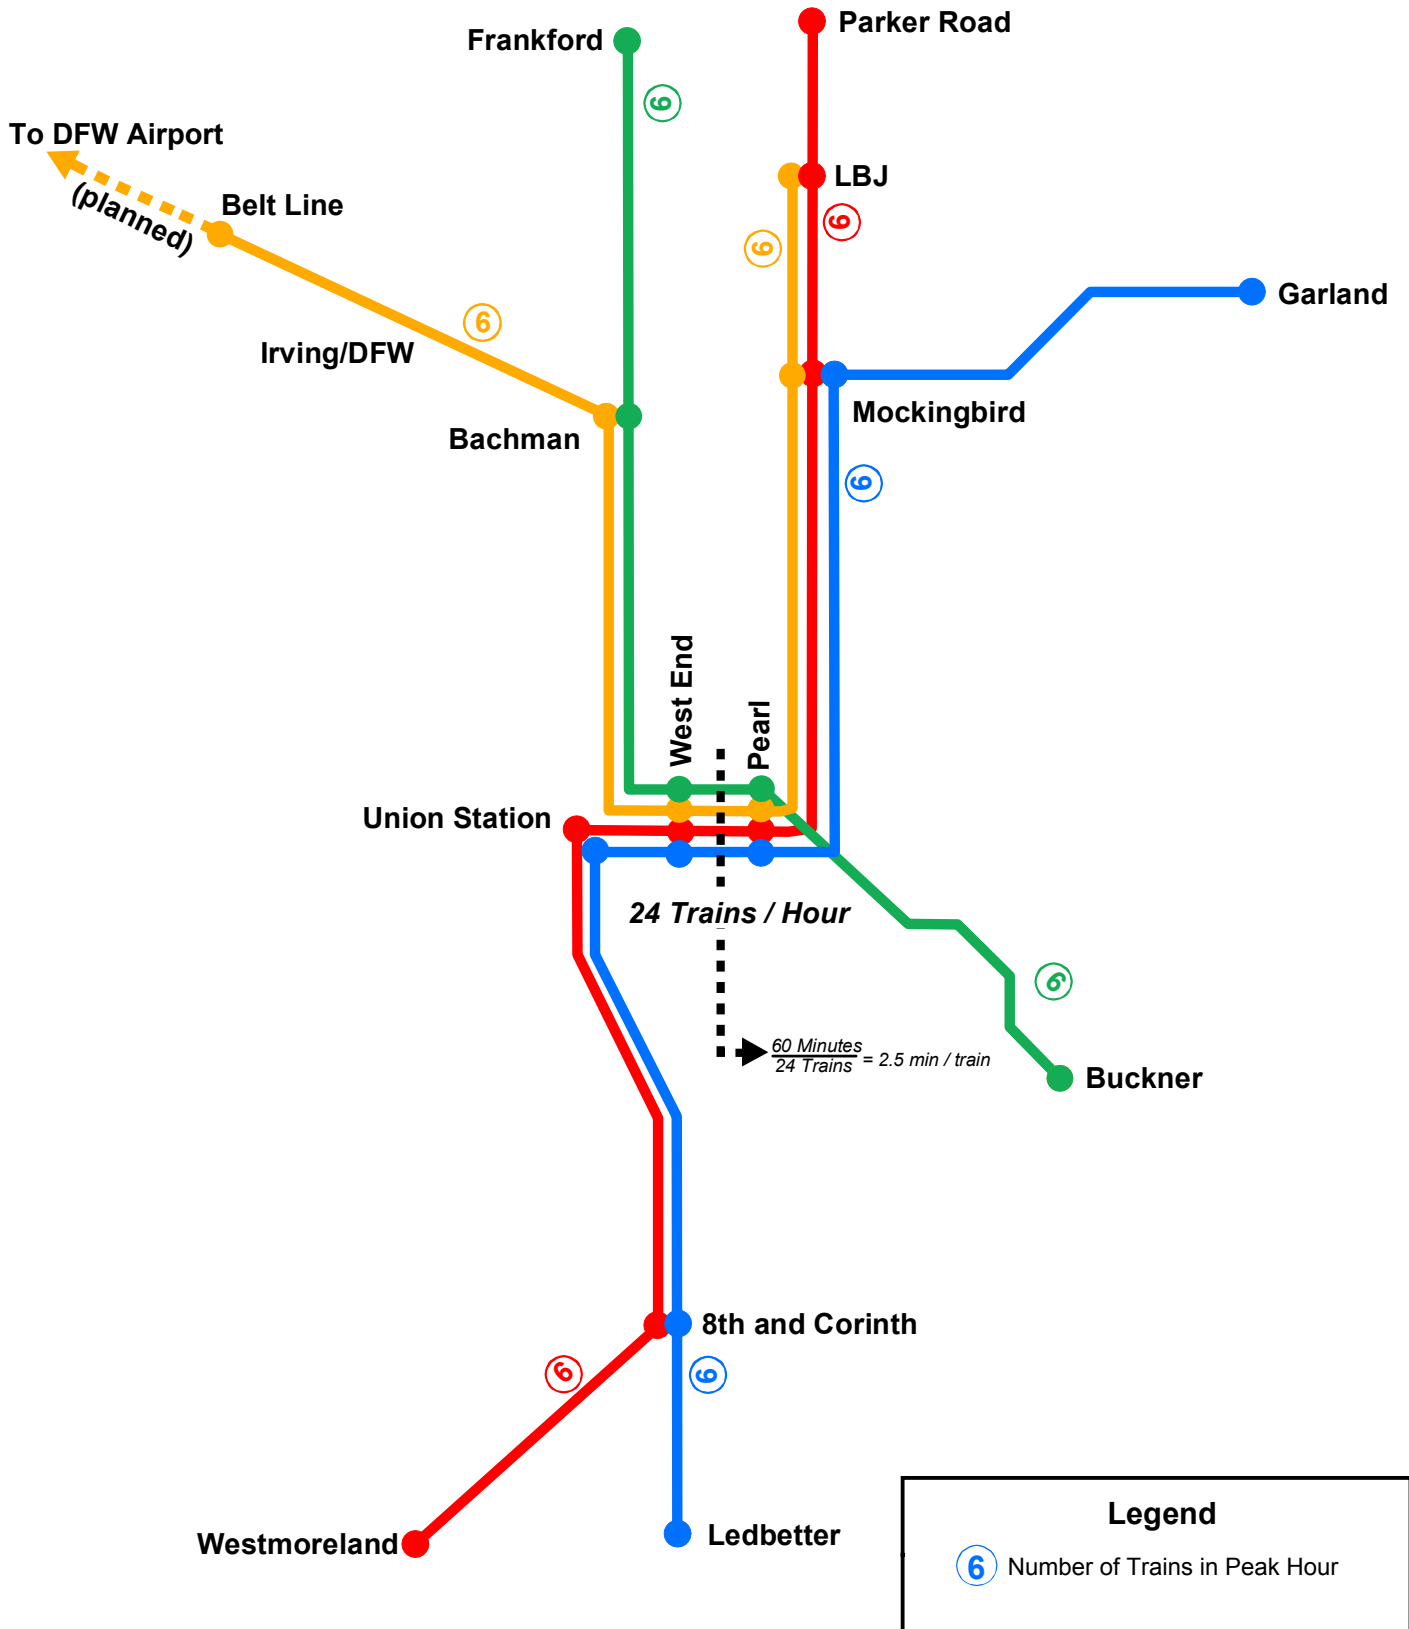 Frankford
Parker Road
6
To DFW Airport
(planned)
Belt Line
LBJ
6
6
Garland
6
Irving/DFW
Mockingbird
Bachman
6
West End
Pearl
Union Station
24 Trains / Hour
6
60 Minutes
24 Trains
= 2.5 min / train
Buckner
8th and Corinth
6
6
Westmoreland
Ledbetter
Legend
6 Number of Trains in Peak Hour